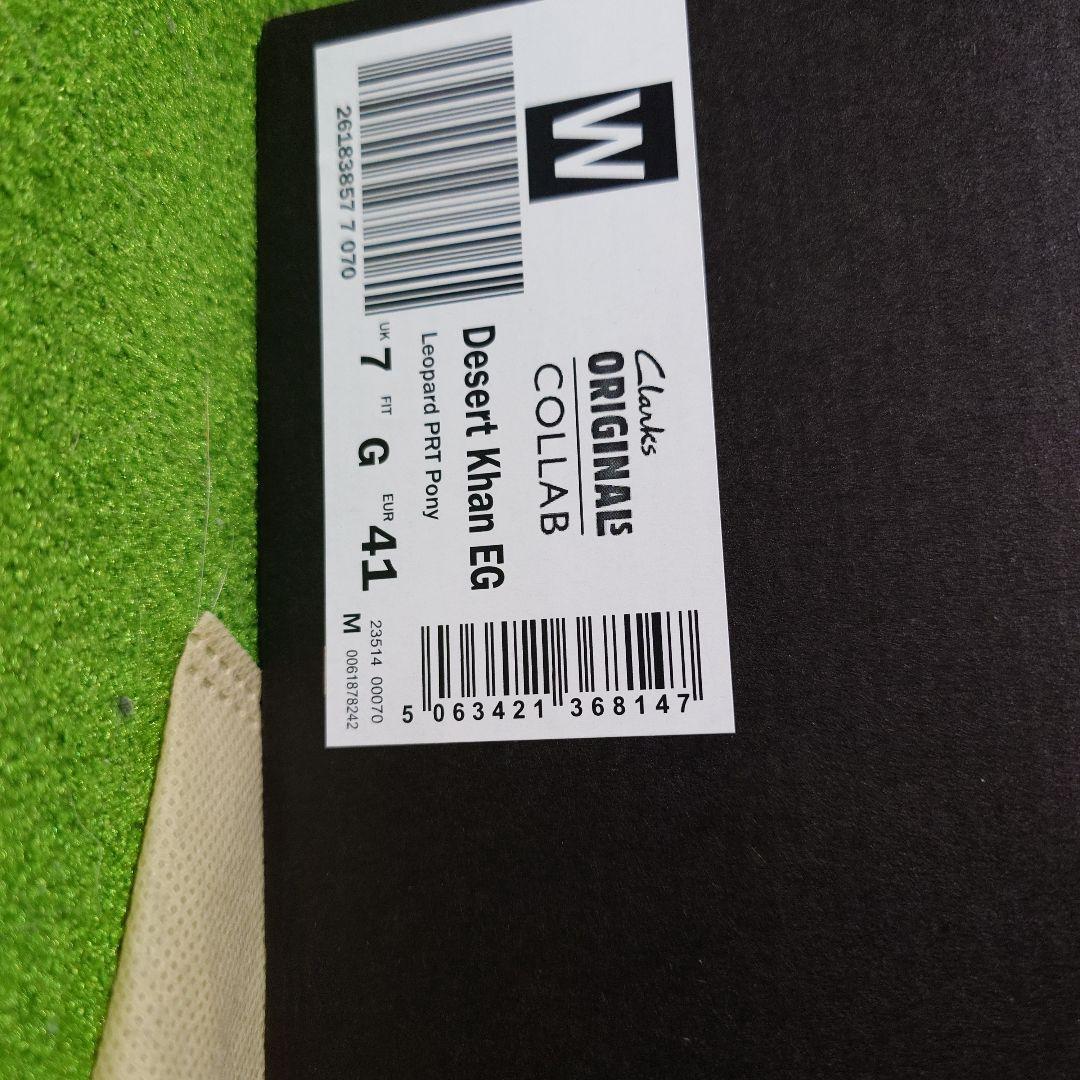 W
Clarks
ORIGINALS
COLLAB
Desert Khan EG
Leopard PRT Pony
26183857 7 070
UK 7 FIT G EUR 41
M
23514 00070
0061878242
5 063421 368147